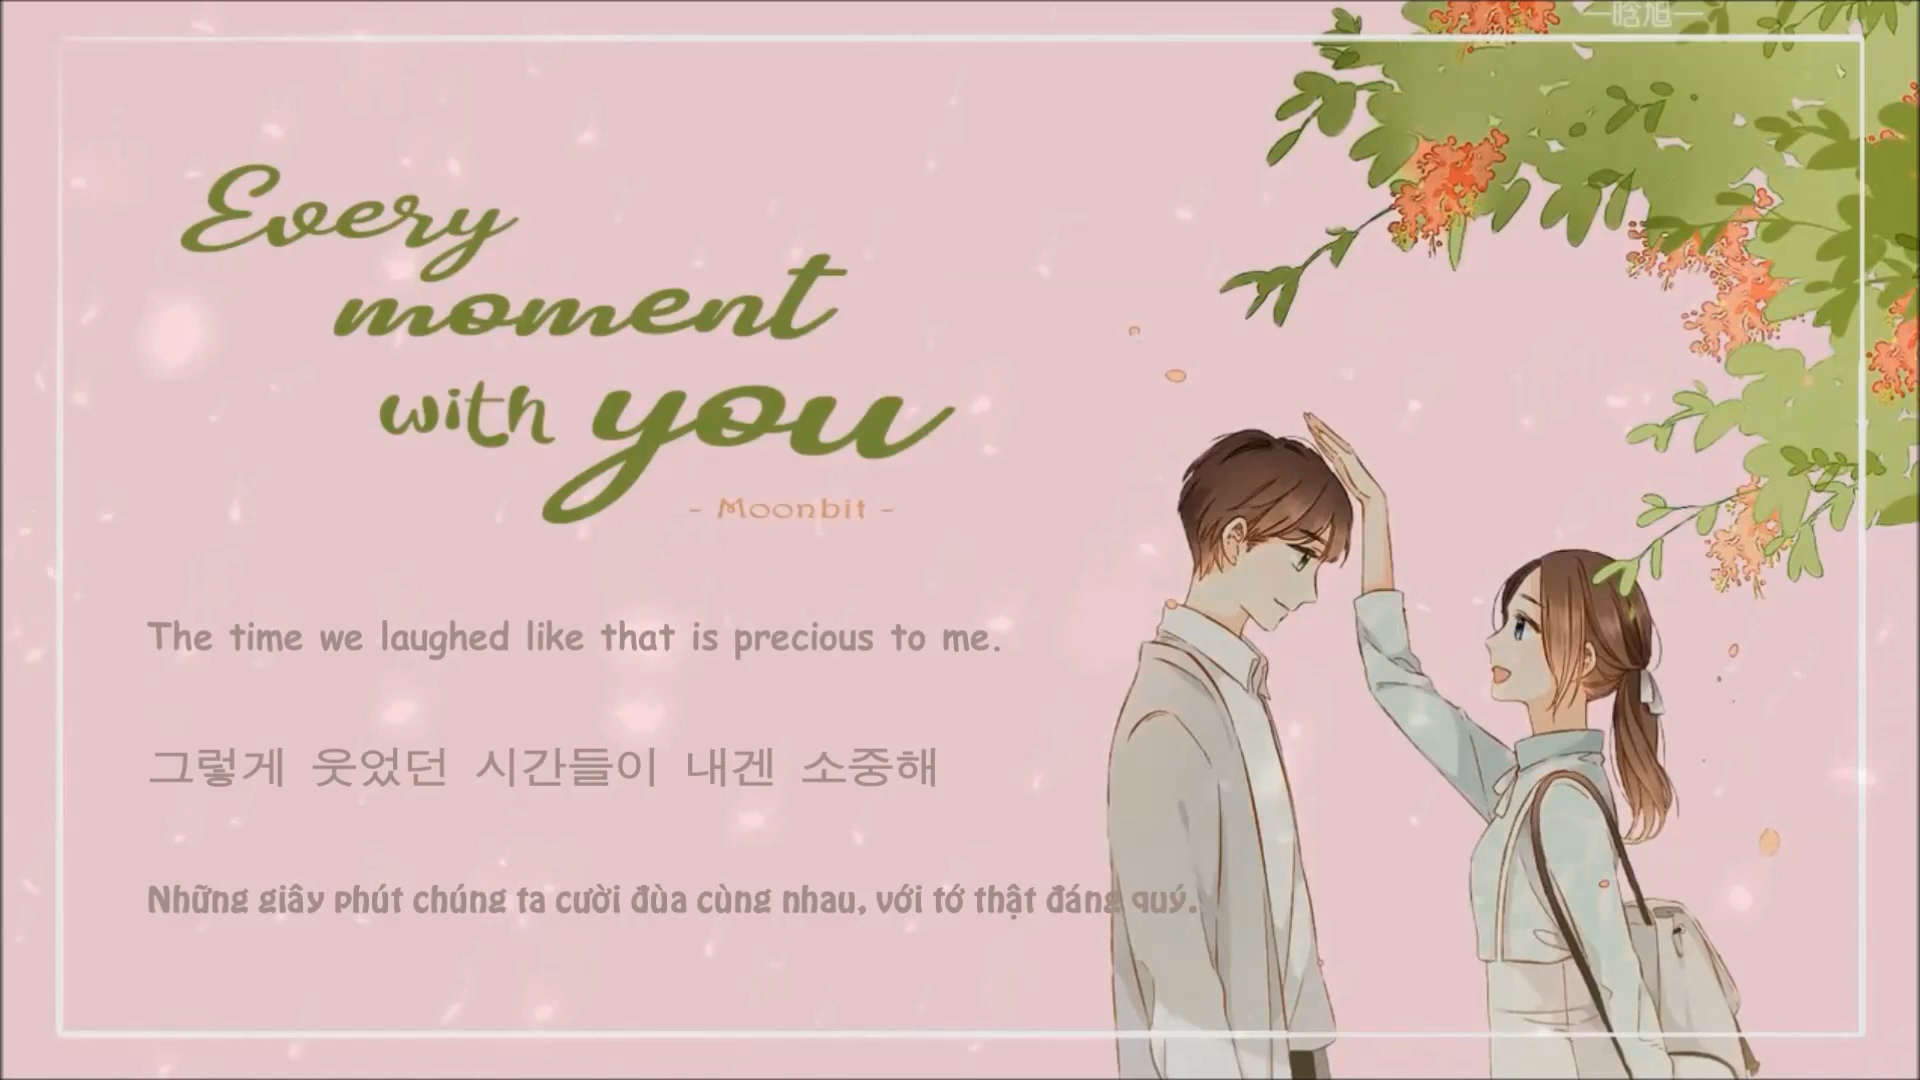 —晗旭—
Every
moment
with you
- Moonbit -
The time we laughed like that is precious to me.
그렇게 웃었던 시간들이 내겐 소중해
Những giây phút chúng ta cười đùa cùng nhau, với tớ thật đáng quý.